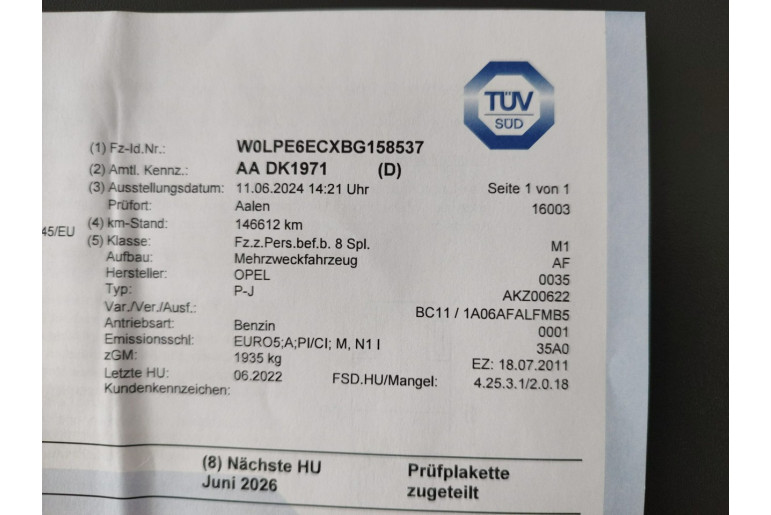 TÜV
SÜD
(1) Fz-Id.Nr.: W0LPE6ECXBG158537
(2) Amtl. Kennz.: AA DK1971 (D)
(3) Ausstellungsdatum: 11.06.2024 14:21 Uhr Seite 1 von 1
Prüfort: Aalen 16003
(4) km-Stand: 146612 km
45/EU
(5) Klasse: Fz.z.Pers.bef.b. 8 Spl. M1
Aufbau: Mehrzweckfahrzeug AF
Hersteller: OPEL 0035
Typ: P-J AKZ00622
Var./Ver./Ausf.: BC11 / 1A06AFALFMB5
Antriebsart: Benzin 0001
Emissionsschl: EURO5;A;PI/CI; M, N1 I 35A0
zGM: 1935 kg EZ: 18.07.2011
Letzte HU: 06.2022 FSD.HU/Mangel: 4.25.3.1/2.0.18
Kundenkennzeichen:
(8) Nächste HU Prüfplakette
Juni 2026 zugeteilt